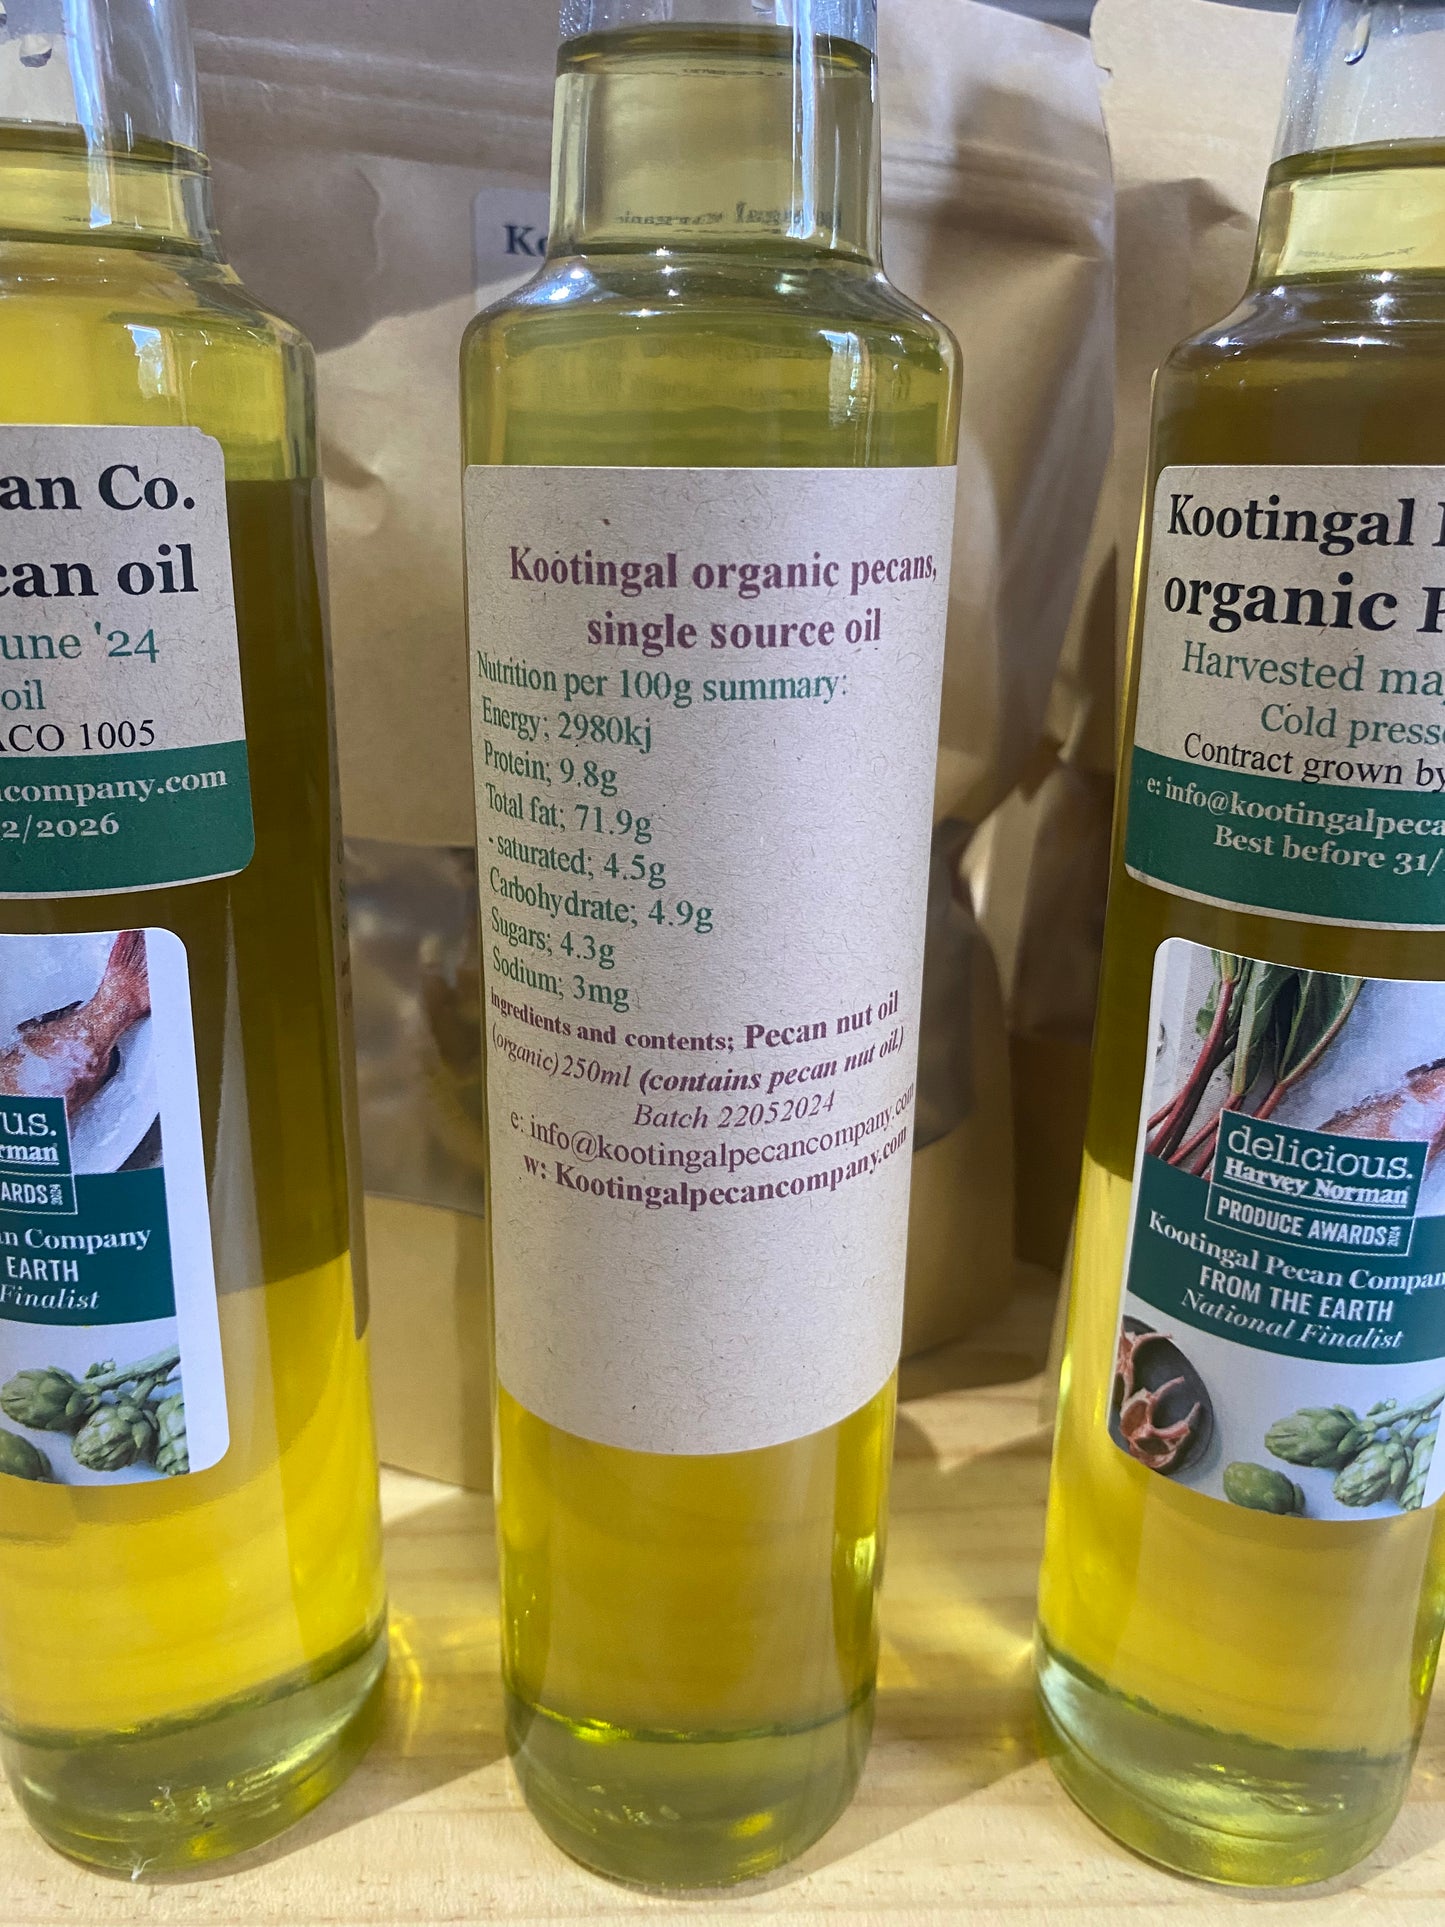 an Co.
can oil
une '24
oil
ACO 1005
company.com
2/2026
us.
rman
ARDS
n Company
EARTH
Finalist
Kootingal organic pecans,
single source oil
Nutrition per 100g summary:
Energy; 2980kj
Protein; 9.8g
Total fat; 71.9g
- saturated; 4.5g
Carbohydrate; 4.9g
Sugars; 4.3g
Sodium; 3mg
ingredients and contents; Pecan nut oil
(organic) 250ml (contains pecan nut oil.)
Batch 22052024
e: info@kootingalpecancompany.com
w: Kootingalpecancompany.com
Kootingal
organic
Harvested ma
Cold press
Contract grown by
e: info@kootingalpeca
Best before 31/
delicious.
Harvey Norman
PRODUCE AWARDS 2024
Kootingal Pecan Compan
FROM THE EARTH
National Finalist